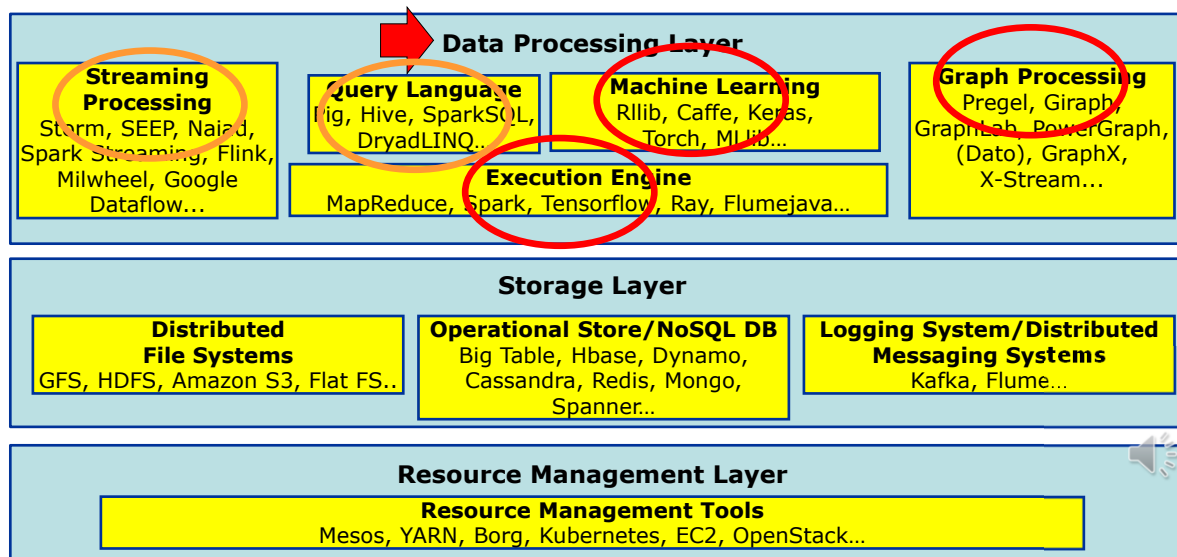 Data Processing Layer
Streaming
Processing
Storm, SEEP, Naiad,
Spark Streaming, Flink,
Milwheel, Google
Dataflow...
Query Language
Pig, Hive, SparkSQL,
DryadLINQ...
Machine Learning
Rllib, Caffe, Keras,
Torch, MLlib...
Execution Engine
MapReduce, Spark, Tensorflow, Ray, Flumejava...
Graph Processing
Pregel, Giraph,
GraphLab, PowerGraph,
(Dato), GraphX,
X-Stream...
Storage Layer
Distributed
File Systems
GFS, HDFS, Amazon S3, Flat FS..
Operational Store/NoSQL DB
Big Table, Hbase, Dynamo,
Cassandra, Redis, Mongo,
Spanner...
Logging System/Distributed
Messaging Systems
Kafka, Flume...
Resource Management Layer
Resource Management Tools
Mesos, YARN, Borg, Kubernetes, EC2, OpenStack...